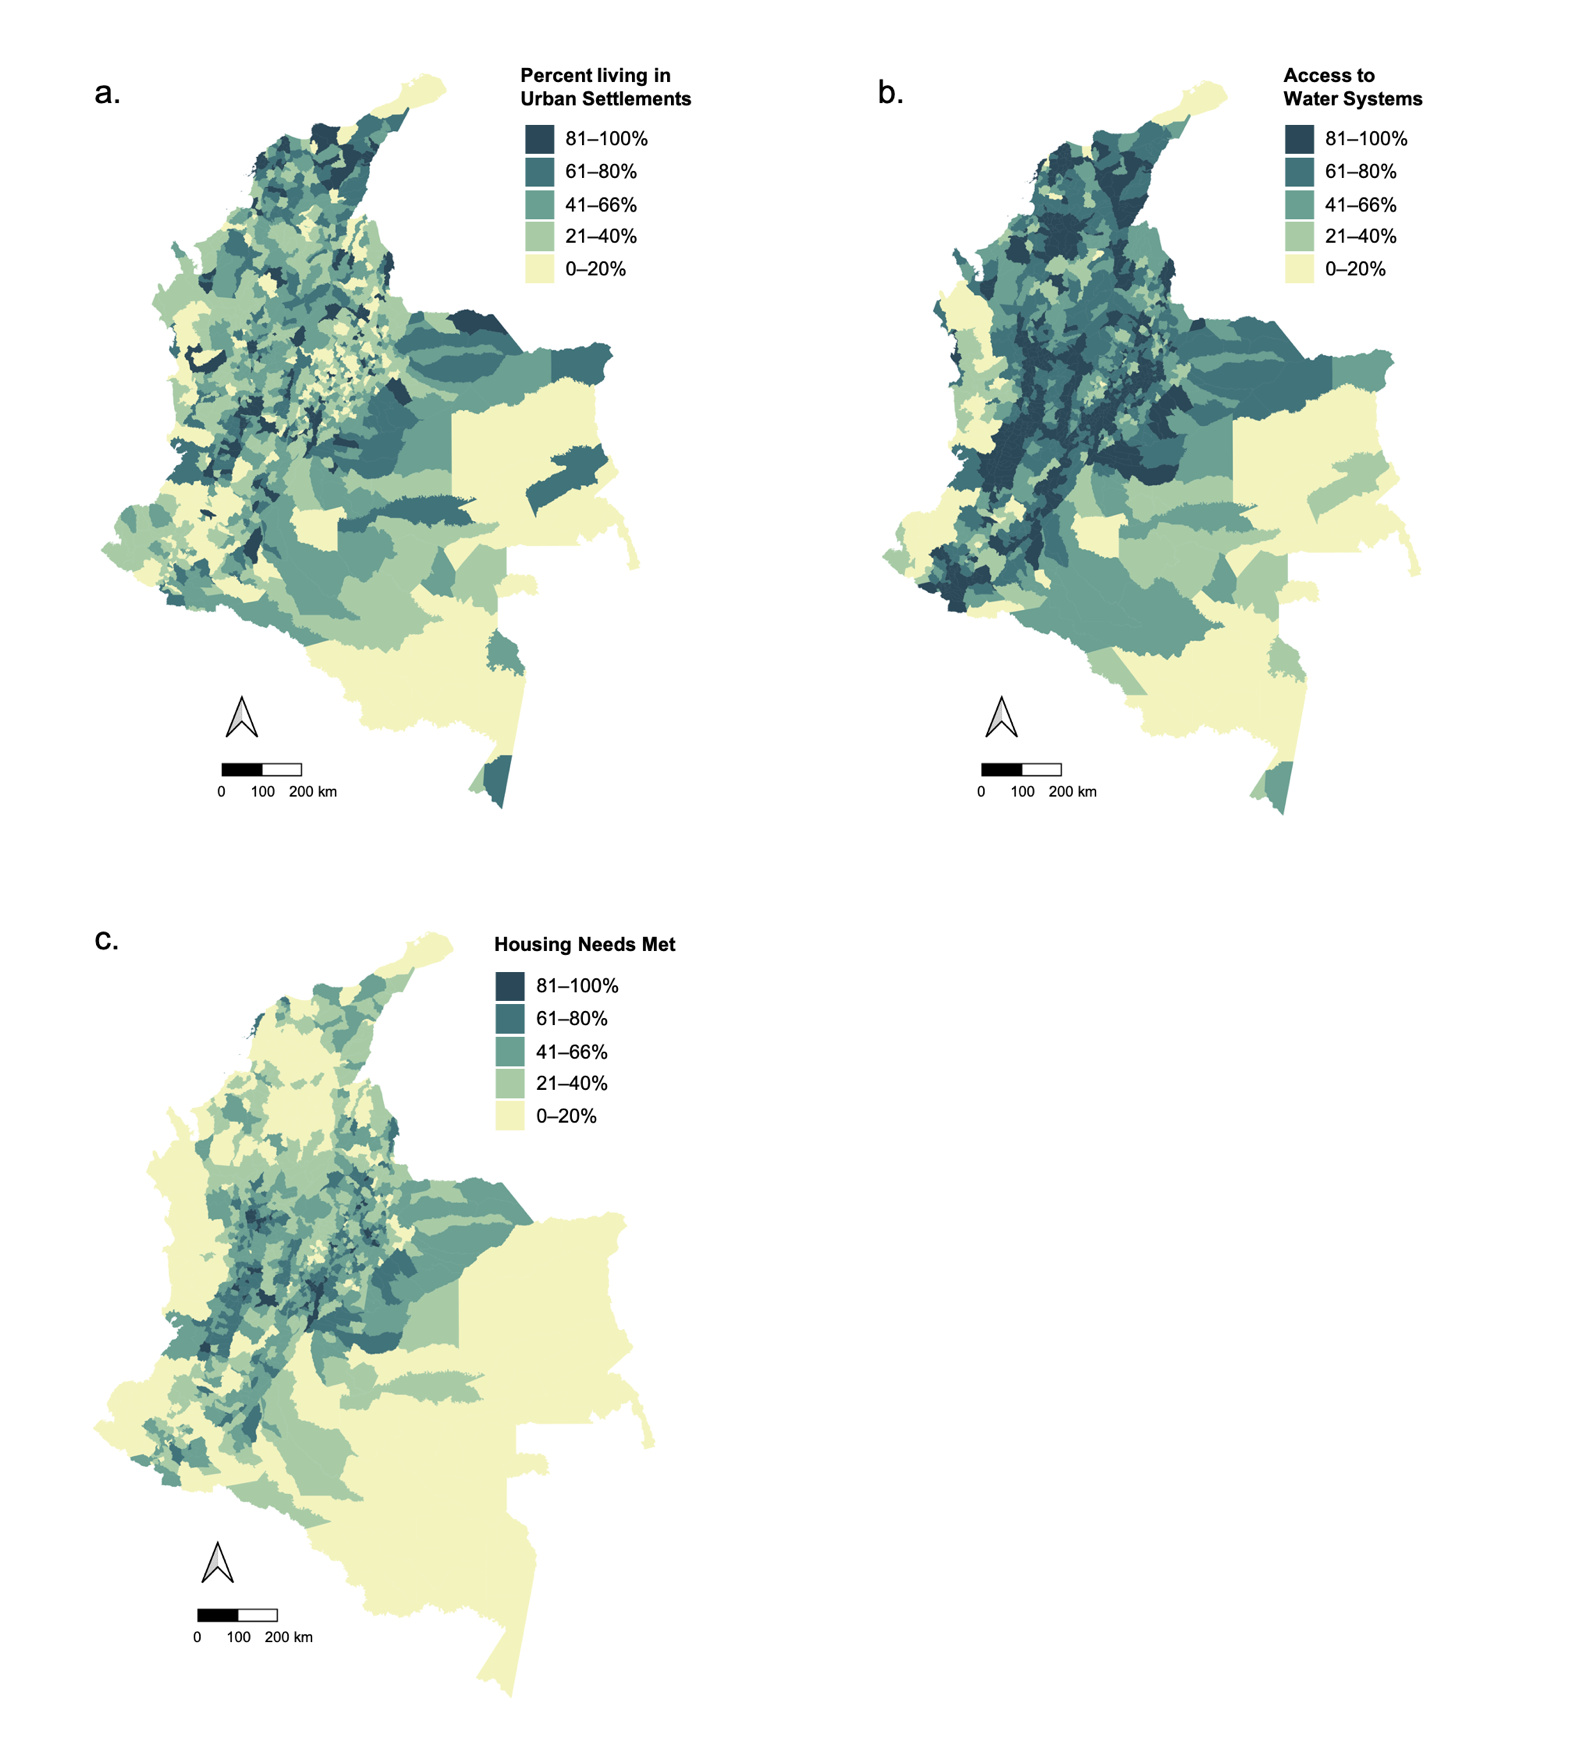 a.
Percent living in
Urban Settlements
81–100%
61–80%
41–66%
21–40%
0–20%
0 100 200 km
b.
Access to
Water Systems
81–100%
61–80%
41–66%
21–40%
0–20%
0 100 200 km
c.
Housing Needs Met
81–100%
61–80%
41–66%
21–40%
0–20%
0 100 200 km